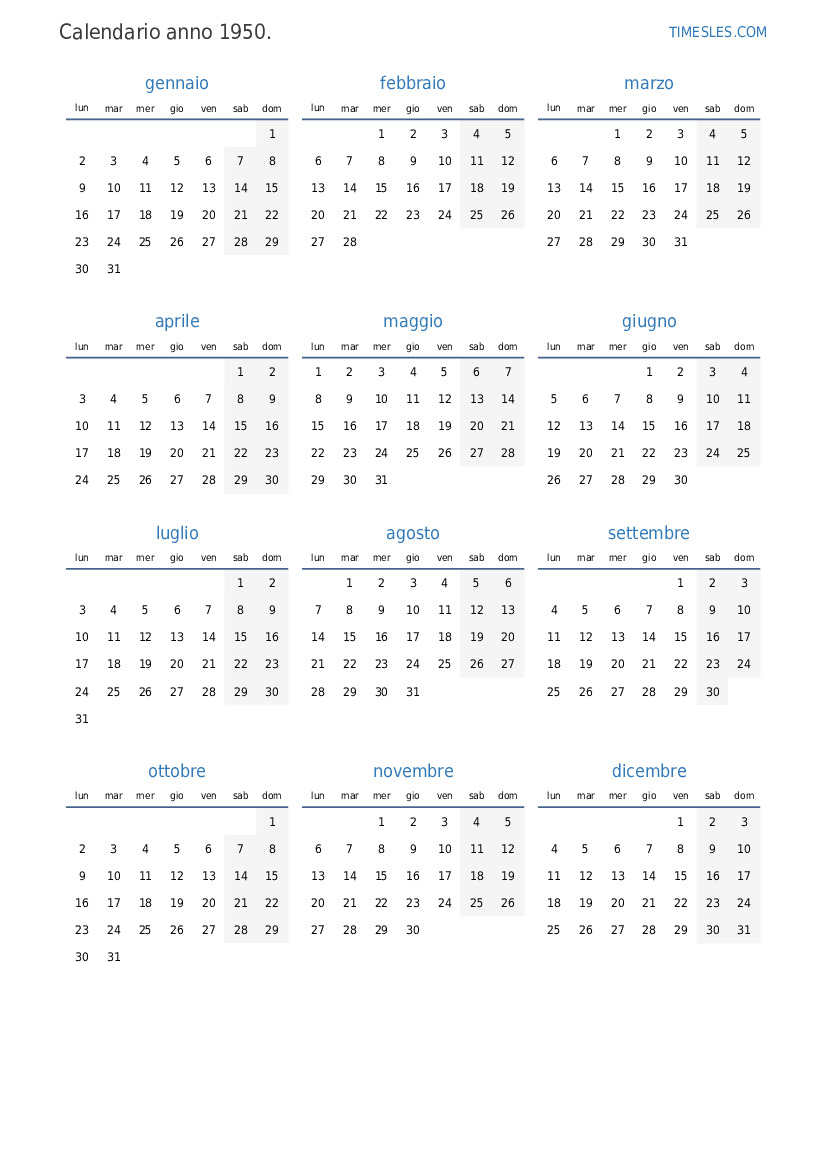 Calendario anno 1950. TIMESLES.COM
gennaio febbraio marzo
lun mar mer gio ven sab dom lun mar mer gio ven sab dom lun mar mer gio ven sab dom
1 1 2 3 4 5 1 2 3 4 5
2 3 4 5 6 7 8 6 7 8 9 10 11 12 6 7 8 9 10 11 12
9 10 11 12 13 14 15 13 14 15 16 17 18 19 13 14 15 16 17 18 19
16 17 18 19 20 21 22 20 21 22 23 24 25 26 20 21 22 23 24 25 26
23 24 25 26 27 28 29 27 28 27 28 29 30 31
30 31
aprile maggio giugno
lun mar mer gio ven sab dom lun mar mer gio ven sab dom lun mar mer gio ven sab dom
1 2 1 2 3 4 5 6 7 1 2 3 4
3 4 5 6 7 8 9 8 9 10 11 12 13 14 5 6 7 8 9 10 11
10 11 12 13 14 15 16 15 16 17 18 19 20 21 12 13 14 15 16 17 18
17 18 19 20 21 22 23 22 23 24 25 26 27 28 19 20 21 22 23 24 25
24 25 26 27 28 29 30 29 30 31 26 27 28 29 30
luglio agosto settembre
lun mar mer gio ven sab dom lun mar mer gio ven sab dom lun mar mer gio ven sab dom
1 2 1 2 3 4 5 6 1 2 3
3 4 5 6 7 8 9 7 8 9 10 11 12 13 4 5 6 7 8 9 10
10 11 12 13 14 15 16 14 15 16 17 18 19 20 11 12 13 14 15 16 17
17 18 19 20 21 22 23 21 22 23 24 25 26 27 18 19 20 21 22 23 24
24 25 26 27 28 29 30 28 29 30 31 25 26 27 28 29 30
31
ottobre novembre dicembre
lun mar mer gio ven sab dom lun mar mer gio ven sab dom lun mar mer gio ven sab dom
1 1 2 3 4 5 1 2 3
2 3 4 5 6 7 8 6 7 8 9 10 11 12 4 5 6 7 8 9 10
9 10 11 12 13 14 15 13 14 15 16 17 18 19 11 12 13 14 15 16 17
16 17 18 19 20 21 22 20 21 22 23 24 25 26 18 19 20 21 22 23 24
23 24 25 26 27 28 29 27 28 29 30 25 26 27 28 29 30 31
30 31